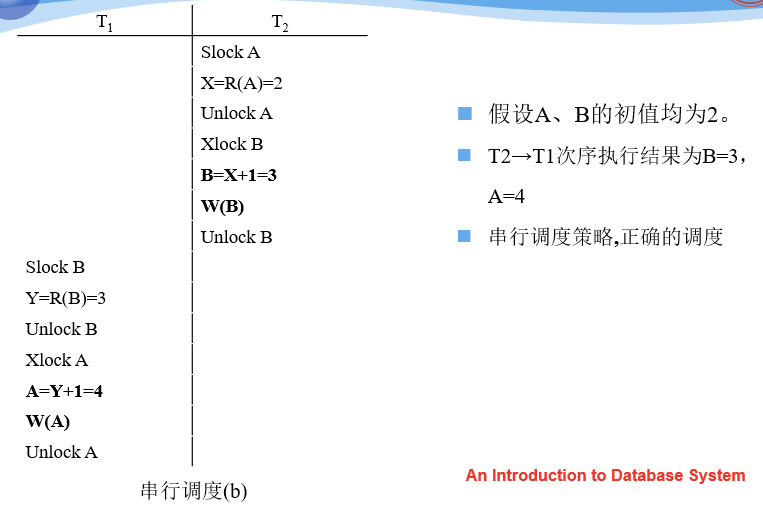 T1 T2
Slock A
X=R(A)=2
Unlock A
Xlock B
B=X+1=3
W(B)
Unlock B
Slock B
Y=R(B)=3
Unlock B
Xlock A
A=Y+1=4
W(A)
Unlock A
串行调度(b)
假设A、B的初值均为2。
T2→T1次序执行结果为B=3，
A=4
串行调度策略,正确的调度
An Introduction to Database System